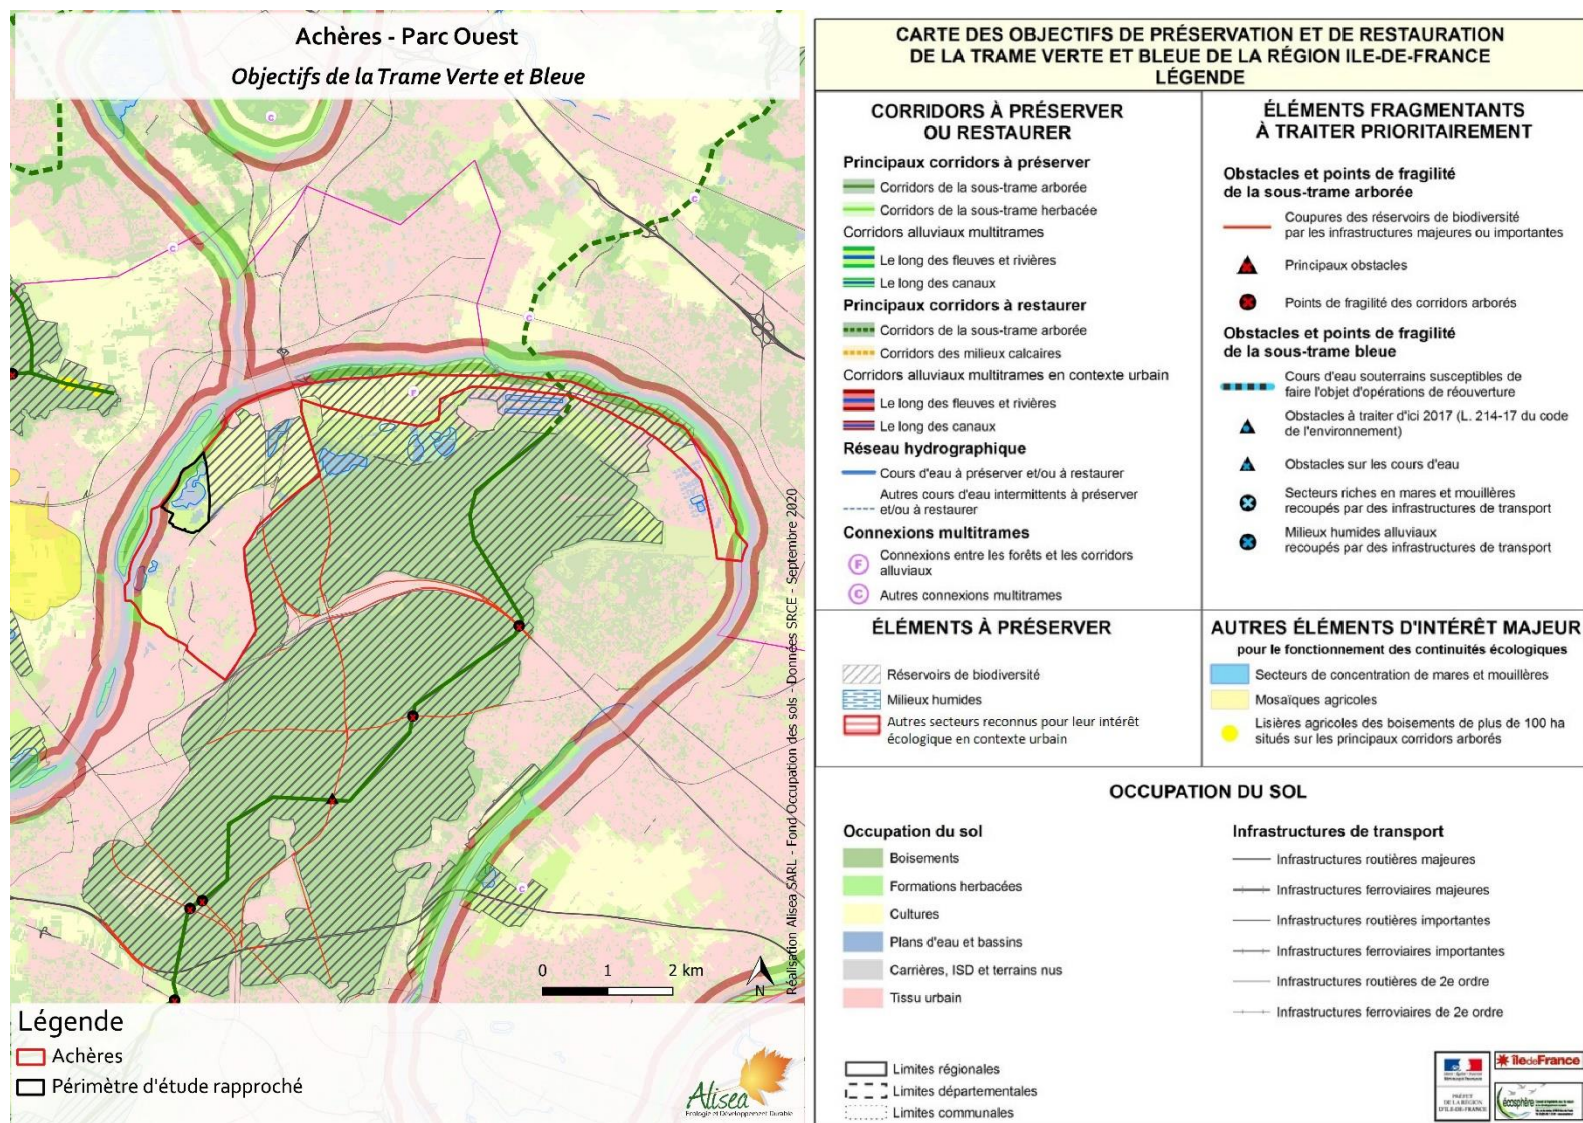 Achères - Parc Ouest
Objectifs de la Trame Verte et Bleue
C
C
C
C
F
C
Réalisation Alisea SARL - Fond Occupation des sols - Données SRCE - Septembre 2020
0 1 2 km
N
Légende
Achères
Périmètre d'étude rapproché
Alisea
Ecologie et Développement Durable
CARTE DES OBJECTIFS DE PRÉSERVATION ET DE RESTAURATION
DE LA TRAME VERTE ET BLEUE DE LA RÉGION ILE-DE-FRANCE
LÉGENDE
CORRIDORS À PRÉSERVER
OU RESTAURER
Principaux corridors à préserver
Corridors de la sous-trame arborée
Corridors de la sous-trame herbacée
Corridors alluviaux multitrames
Le long des fleuves et rivières
Le long des canaux
Principaux corridors à restaurer
Corridors de la sous-trame arborée
Corridors des milieux calcaires
Corridors alluviaux multitrames en contexte urbain
Le long des fleuves et rivières
Le long des canaux
Réseau hydrographique
Cours d'eau à préserver et/ou à restaurer
Autres cours d'eau intermittents à préserver
et/ou à restaurer
Connexions multitrames
F
Connexions entre les forêts et les corridors
alluviaux
C
Autres connexions multitrames
ÉLÉMENTS FRAGMENTANTS
À TRAITER PRIORITAIREMENT
Obstacles et points de fragilité
de la sous-trame arborée
Coupures des réservoirs de biodiversité
par les infrastructures majeures ou importantes
Principaux obstacles
Points de fragilité des corridors arborés
Obstacles et points de fragilité
de la sous-trame bleue
Cours d'eau souterrains susceptibles de
faire l'objet d'opérations de réouverture
Obstacles à traiter d'ici 2017 (L. 214-17 du code
de l'environnement)
Obstacles sur les cours d'eau
Secteurs riches en mares et mouillères
recoupés par des infrastructures de transport
Milieux humides alluviaux
recoupés par des infrastructures de transport
ÉLÉMENTS À PRÉSERVER
Réservoirs de biodiversité
Milieux humides
Autres secteurs reconnus pour leur intérêt
écologique en contexte urbain
AUTRES ÉLÉMENTS D'INTÉRÊT MAJEUR
pour le fonctionnement des continuités écologiques
Secteurs de concentration de mares et mouillères
Mosaïques agricoles
Lisières agricoles des boisements de plus de 100 ha
situés sur les principaux corridors arborés
OCCUPATION DU SOL
Occupation du sol
Boisements
Formations herbacées
Cultures
Plans d'eau et bassins
Carrières, ISD et terrains nus
Tissu urbain
Infrastructures de transport
Infrastructures routières majeures
Infrastructures ferroviaires majeures
Infrastructures routières importantes
Infrastructures ferroviaires importantes
Infrastructures routières de 2e ordre
Infrastructures ferroviaires de 2e ordre
Limites régionales
Limites départementales
Limites communales
PRÉFET
DE LA RÉGION
D'ILE-DE-FRANCE
îledeFrance
écosphère